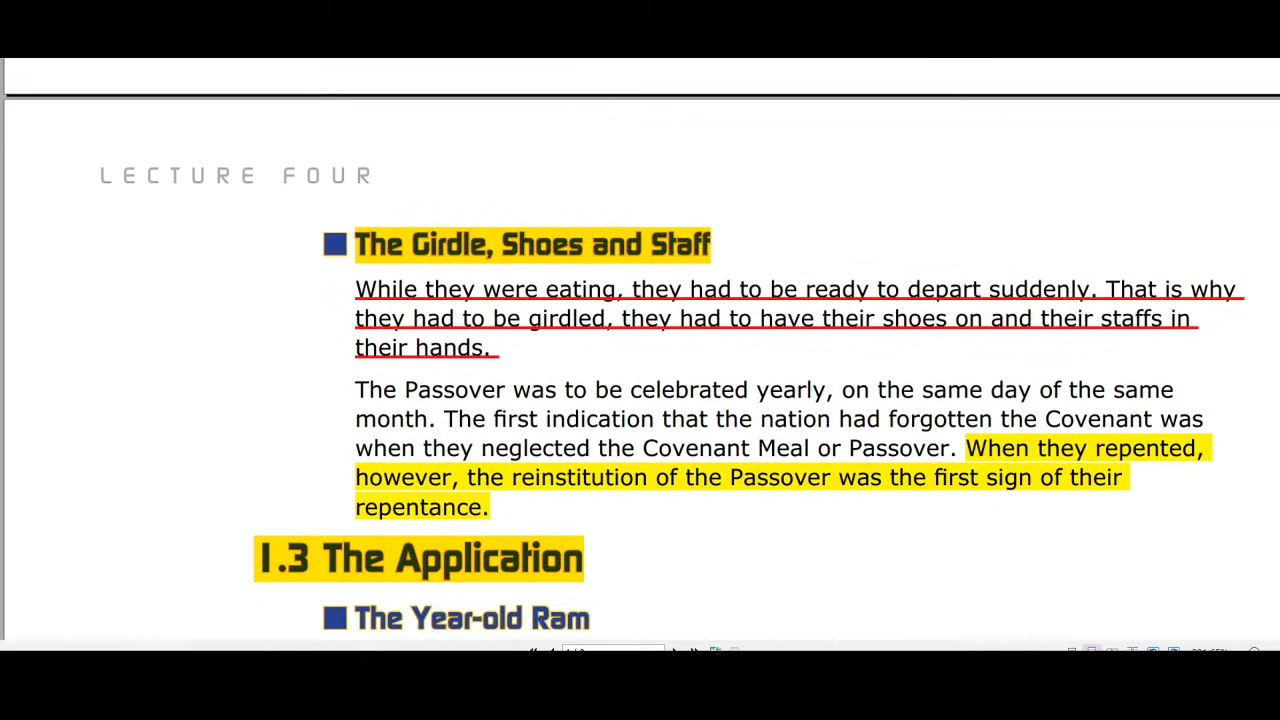 LECTURE FOUR
The Girdle, Shoes and Staff
While they were eating, they had to be ready to depart suddenly. That is why
they had to be girdled, they had to have their shoes on and their staffs in
their hands.
The Passover was to be celebrated yearly, on the same day of the same
month. The first indication that the nation had forgotten the Covenant was
when they neglected the Covenant Meal or Passover. When they repented,
however, the reinstitution of the Passover was the first sign of their
repentance.
1.3 The Application
The Year-old Ram